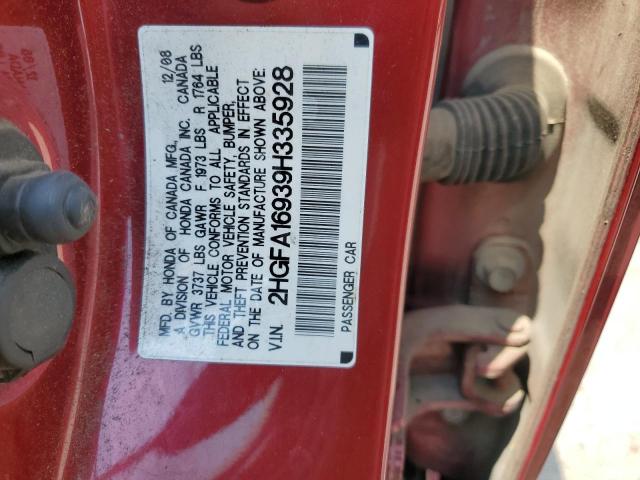 MFD. BY HONDA OF CANADA MFG. 12/08
A DIVISION OF HONDA CANADA INC. CANADA
GVWR 3737 LBS GAWR F 1973 LBS R 1764 LBS
THIS VEHICLE CONFORMS TO ALL APPLICABLE
FEDERAL MOTOR VEHICLE SAFETY, BUMPER,
AND THEFT PREVENTION STANDARDS IN EFFECT
ON THE DATE OF MANUFACTURE SHOWN ABOVE.
V.I.N. 2HGFA16939H335928
PASSENGER CAR